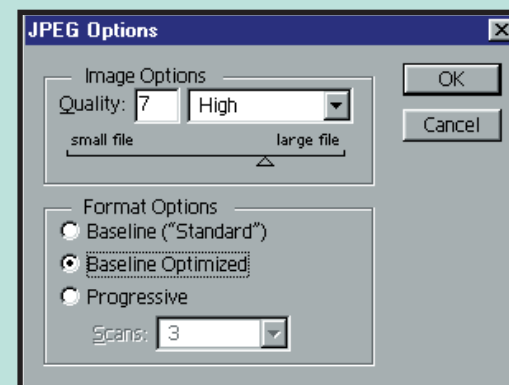 JPEG Options
Image Options
Quality: 7 High
small file large file
Format Options
Baseline (“Standard”)
Baseline Optimized
Progressive
Scans: 3
OK
Cancel